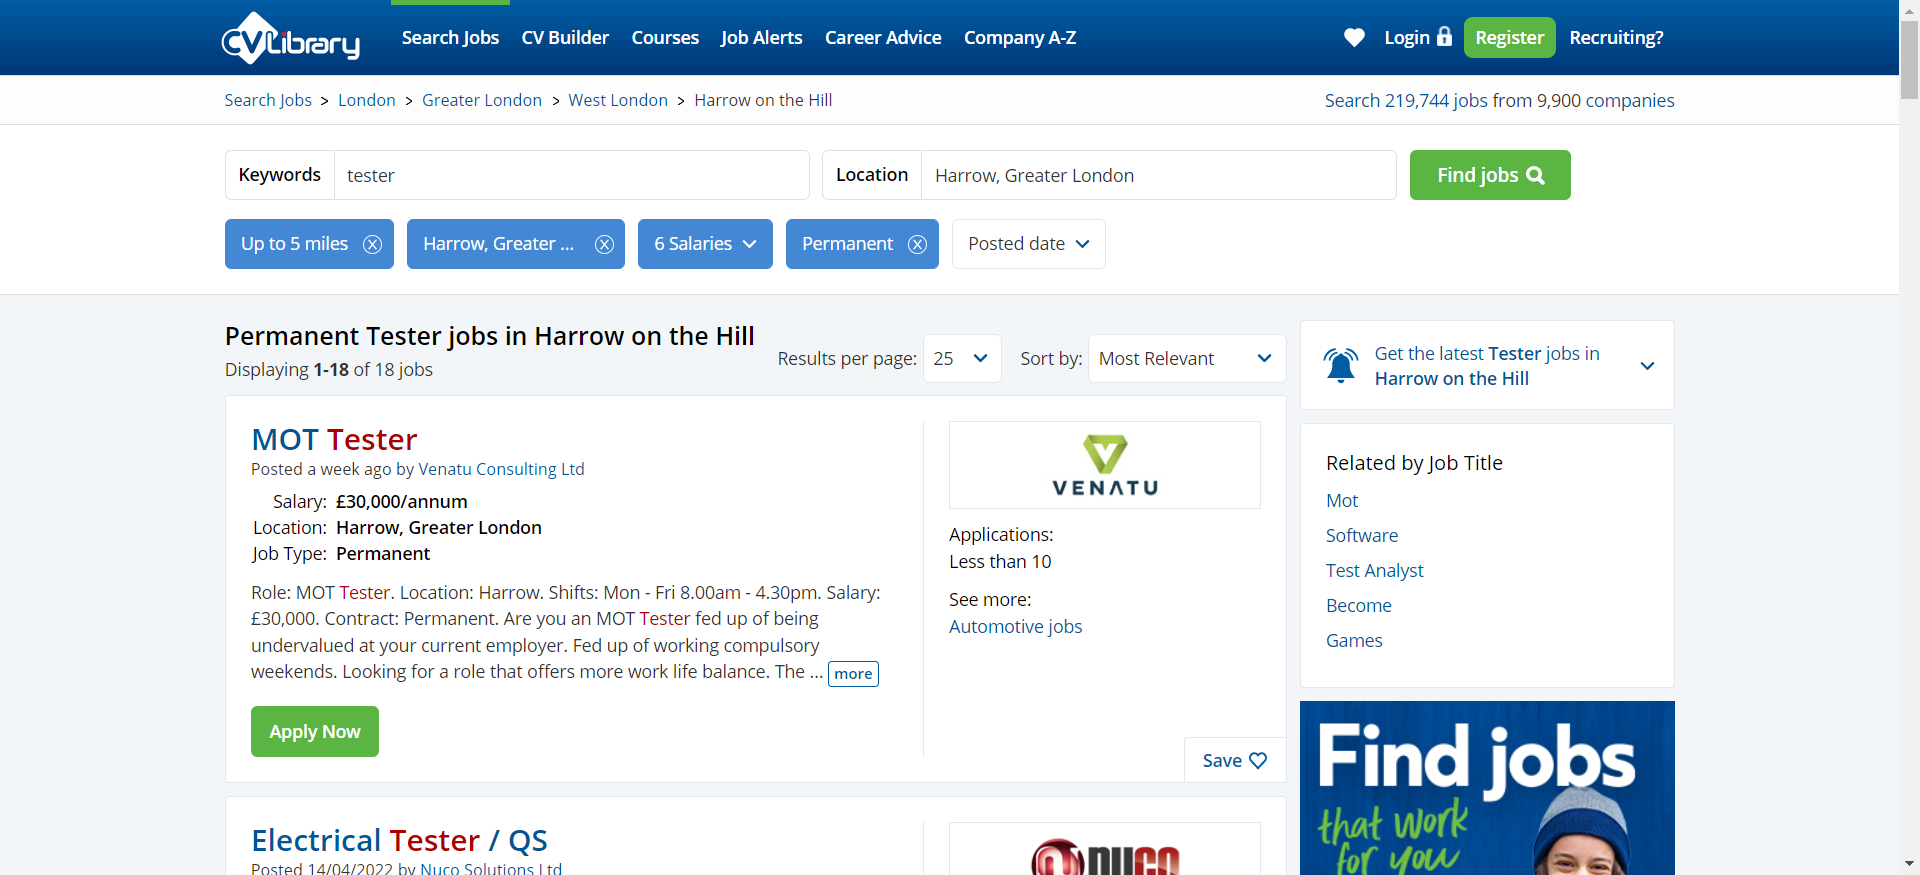 CVLibrary
Search Jobs CV Builder Courses Job Alerts Career Advice Company A-Z
Login Register Recruiting?
Search Jobs > London > Greater London > West London > Harrow on the Hill
Search 219,744 jobs from 9,900 companies
Keywords tester
Location Harrow, Greater London
Find jobs
Up to 5 miles
Harrow, Greater ...
6 Salaries
Permanent
Posted date
Permanent Tester jobs in Harrow on the Hill
Displaying 1-18 of 18 jobs
Results per page: 25
Sort by: Most Relevant
MOT Tester
Posted a week ago by Venatu Consulting Ltd
Salary: £30,000/annum
Location: Harrow, Greater London
Job Type: Permanent
Role: MOT Tester. Location: Harrow. Shifts: Mon - Fri 8.00am - 4.30pm. Salary:
£30,000. Contract: Permanent. Are you an MOT Tester fed up of being
undervalued at your current employer. Fed up of working compulsory
weekends. Looking for a role that offers more work life balance. The ... more
Apply Now
VENATU
Applications:
Less than 10
See more:
Automotive jobs
Save
Electrical Tester / QS
Posted 14/04/2022 by Nuco Solutions Ltd
NUCO
Get the latest Tester jobs in
Harrow on the Hill
Related by Job Title
Mot
Software
Test Analyst
Become
Games
Find jobs
that work
for you